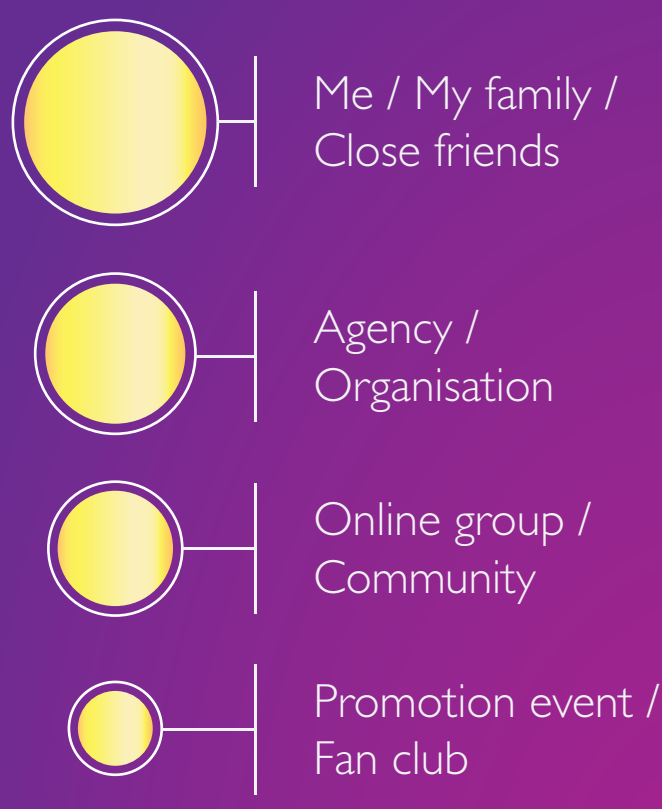 Me / My family /
Close friends
Agency /
Organisation
Online group /
Community
Promotion event /
Fan club